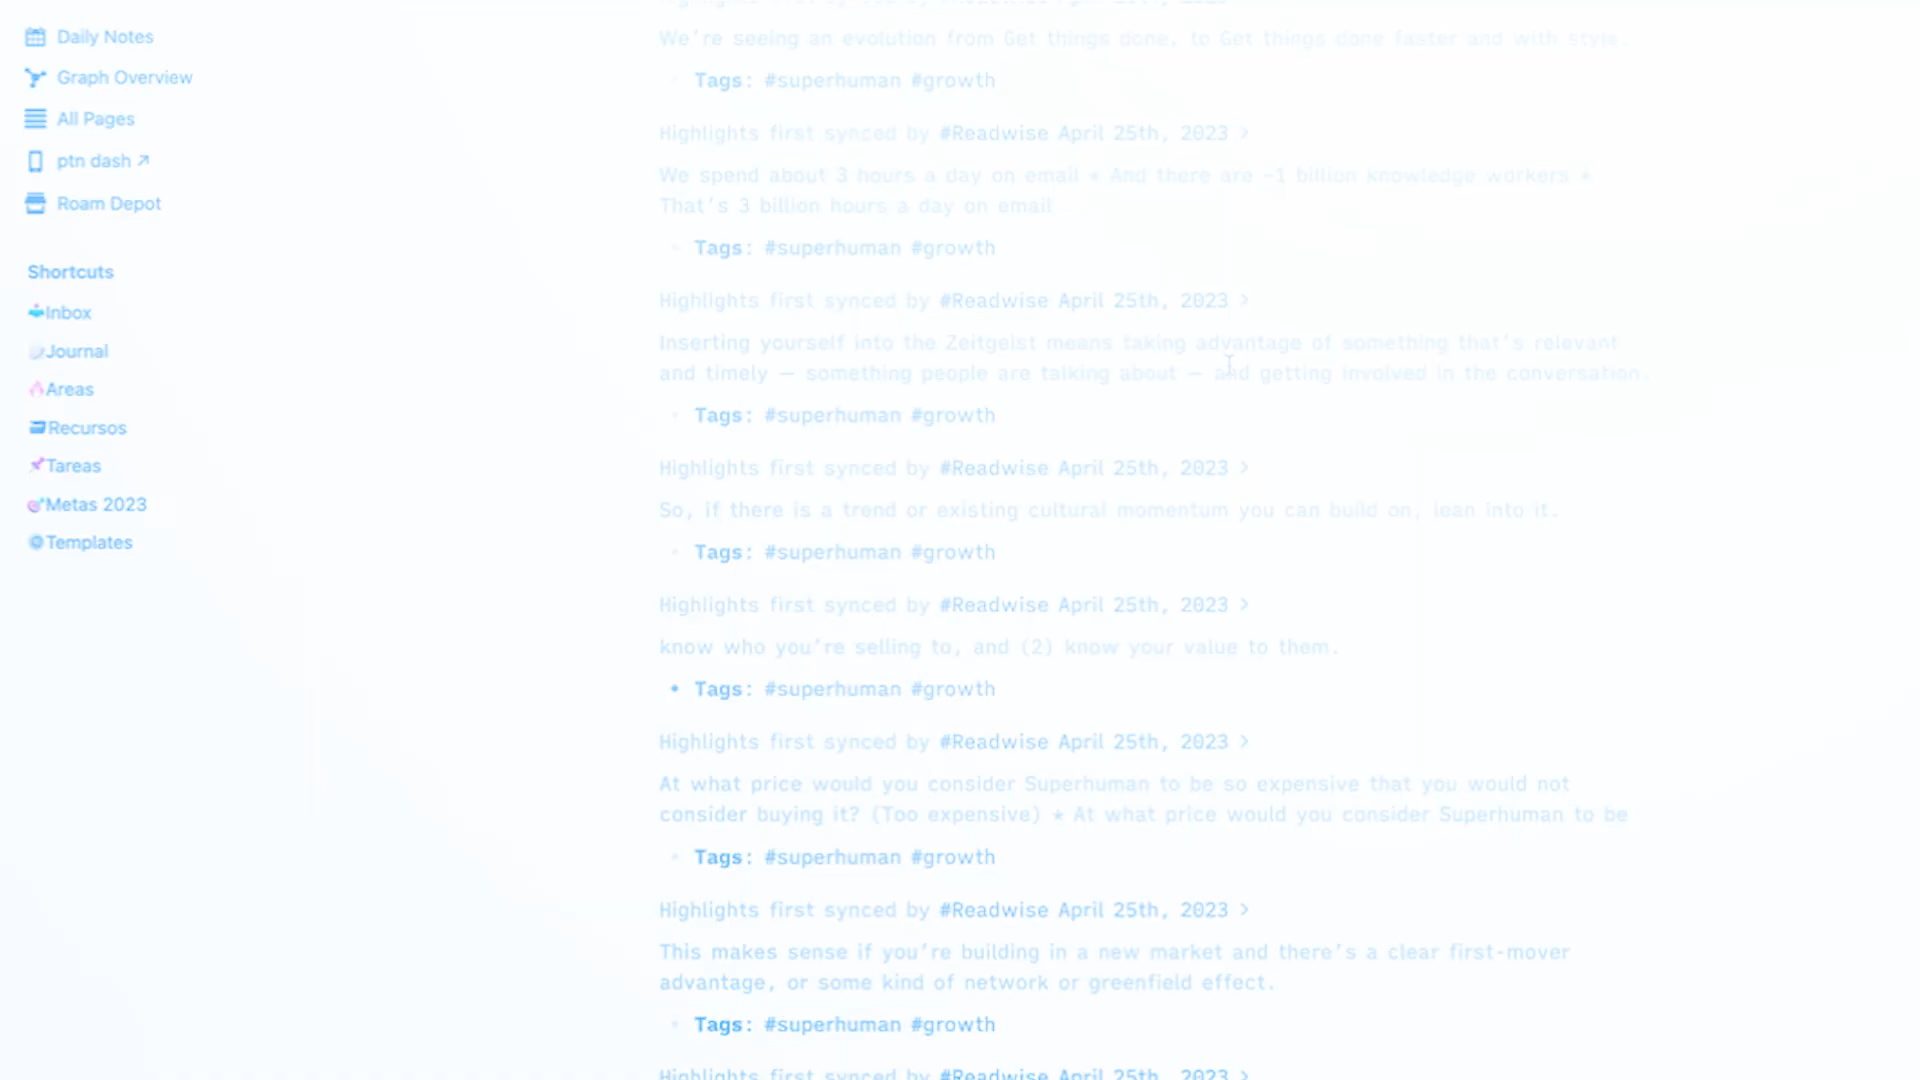 Daily Notes
Graph Overview
All Pages
ptn dash ↗
Roam Depot
Shortcuts
Inbox
Journal
Areas
Recursos
Tareas
Metas 2023
Templates
We're seeing an evolution from Get things done, to Get things done faster and with style.
Tags: #superhuman #growth
Highlights first synced by #Readwise April 25th, 2023 >
We spend about 3 hours a day on email * And there are ~1 billion knowledge workers *
That's 3 billion hours a day on email
Tags: #superhuman #growth
Highlights first synced by #Readwise April 25th, 2023 >
Inserting yourself into the Zeitgeist means taking advantage of something that's relevant
and timely — something people are talking about — and getting involved in the conversation.
Tags: #superhuman #growth
Highlights first synced by #Readwise April 25th, 2023 >
So, if there is a trend or existing cultural momentum you can build on, lean into it.
Tags: #superhuman #growth
Highlights first synced by #Readwise April 25th, 2023 >
know who you're selling to, and (2) know your value to them.
Tags: #superhuman #growth
Highlights first synced by #Readwise April 25th, 2023 >
At what price would you consider Superhuman to be so expensive that you would not
consider buying it? (Too expensive) * At what price would you consider Superhuman to be
Tags: #superhuman #growth
Highlights first synced by #Readwise April 25th, 2023 >
This makes sense if you're building in a new market and there's a clear first-mover
advantage, or some kind of network or greenfield effect.
Tags: #superhuman #growth
Highlights first synced by #Readwise April 25th, 2023 >